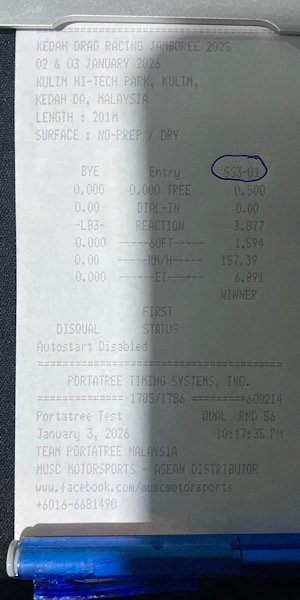 KEDAH DRAG RACING JAMBOREE 2025
02 & 03 JANUARY 2026
KULIM HI-TECH PARK, KULIM,
KEDAH DA, MALAYSIA
LENGTH : 201M
SURFACE : NO-PREP / DRY
BYE Entry SS3-01
0.000 0.000 TREE 0.500
0.00 DIAL-IN 0.00
-LB3- REACTION 3.077
0.000 ------60FT----- 1.594
0.00 -----KM/H----- 157.39
0.000 ------ET----- 6.891
WINNER
FIRST
DISQUAL STATUS
Autostart Disabled
========================================
PORTATREE TIMING SYSTEMS, INC.
=============== 1785/1786 =========600214
Portatree Test QUAL RND 56
January 3, 2026 10:17:35 PM
TEAM PORTATREE MALAYSIA
MUSC MOTORSPORTS - ASEAN DISTRIBUTOR
www.facebook.com/muscmotorsports
+6016-6681490